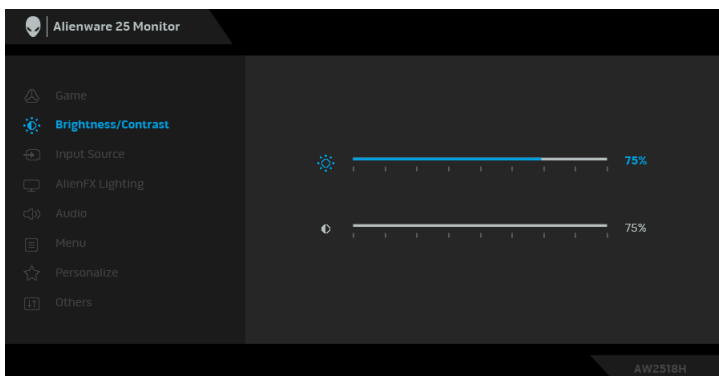 Alienware 25 Monitor
Game
Brightness/Contrast
Input Source
AlienFX Lighting
Audio
Menu
Personalize
Others
75%
75%
AW2518H